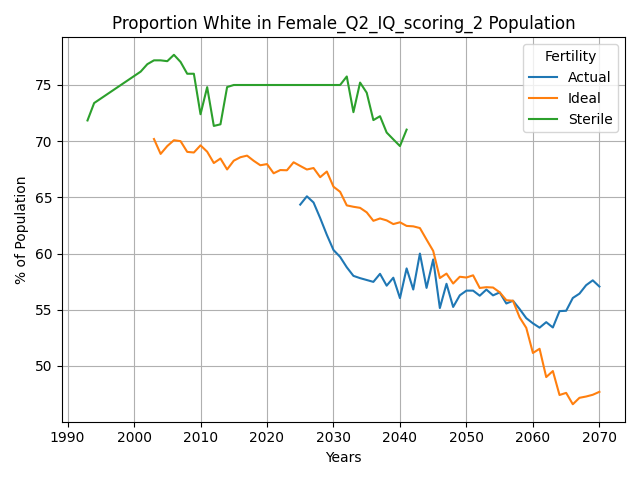 Proportion White in Female_Q2_IQ_scoring_2 Population
Fertility
Actual
Ideal
Sterile
% of Population
75
70
65
60
55
50
1990 2000 2010 2020 2030 2040 2050 2060 2070
Years